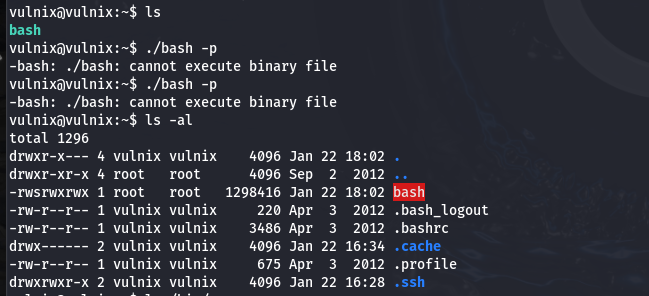 vulnix@vulnix:~$ ls
bash
vulnix@vulnix:~$ ./bash -p
-bash: ./bash: cannot execute binary file
vulnix@vulnix:~$ ./bash -p
-bash: ./bash: cannot execute binary file
vulnix@vulnix:~$ ls -al
total 1296
drwxr-x--- 4 vulnix vulnix    4096 Jan 22 18:02 .
drwxr-xr-x 4 root   root      4096 Sep  2  2012 ..
-rwsrwxrwx 1 root   root   1298416 Jan 22 18:02 bash
-rw-r--r-- 1 vulnix vulnix     220 Apr  3  2012 .bash_logout
-rw-r--r-- 1 vulnix vulnix    3486 Apr  3  2012 .bashrc
drwx------ 2 vulnix vulnix    4096 Jan 22 16:34 .cache
-rw-r--r-- 1 vulnix vulnix     675 Apr  3  2012 .profile
drwxrwxr-x 2 vulnix vulnix    4096 Jan 22 16:28 .ssh